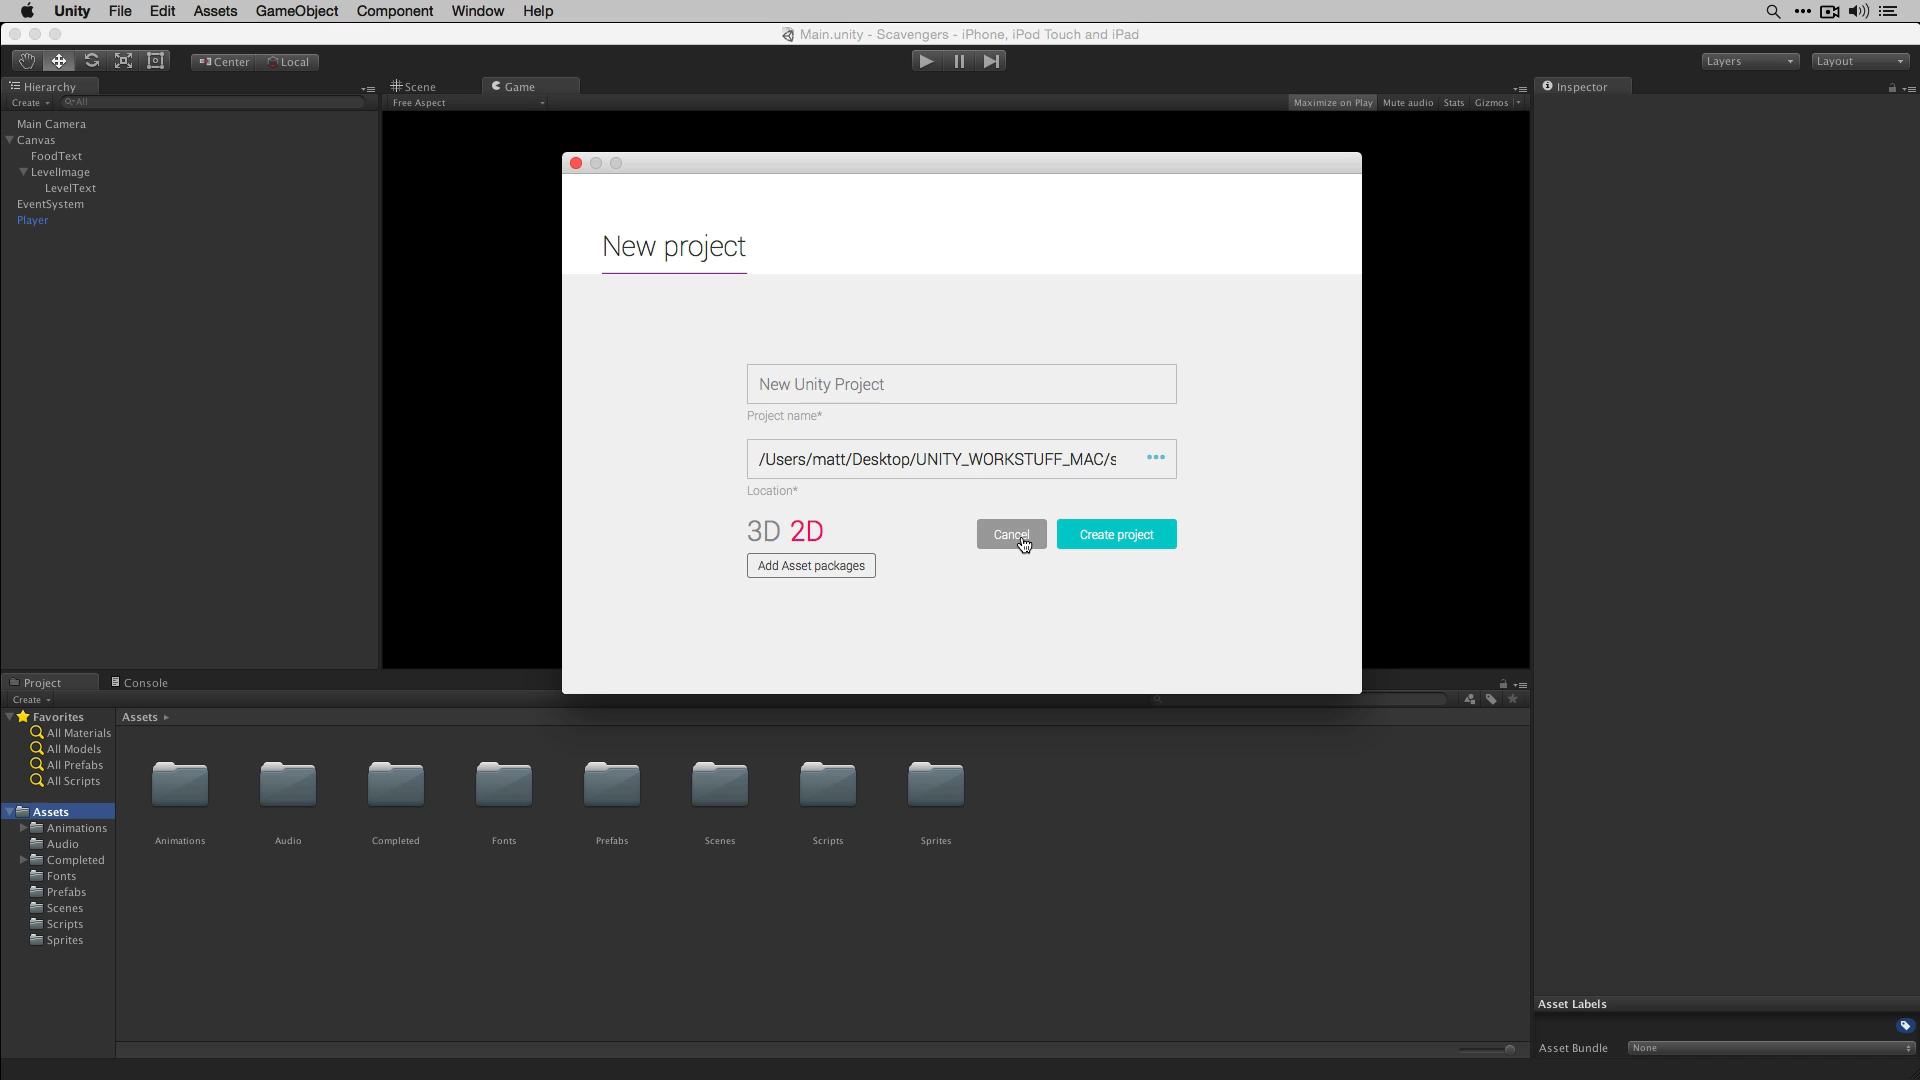 Unity File Edit Assets GameObject Component Window Help
Main.unity - Scavengers - iPhone, iPod Touch and iPad
Center Local
Layers
Layout
Hierarchy
Create All
Main Camera
Canvas
FoodText
LevelImage
LevelText
EventSystem
Player
Scene Game
Free Aspect
Maximize on Play Mute audio Stats Gizmos
Inspector
New project
New Unity Project
Project name*
/Users/matt/Desktop/UNITY_WORKSTUFF_MAC/s
Location*
3D 2D
Cancel
Create project
Add Asset packages
Project Console
Create
Favorites
All Materials
All Models
All Prefabs
All Scripts
Assets
Animations
Audio
Completed
Fonts
Prefabs
Scenes
Scripts
Sprites
Assets
Animations
Audio
Completed
Fonts
Prefabs
Scenes
Scripts
Sprites
Asset Labels
Asset Bundle
None